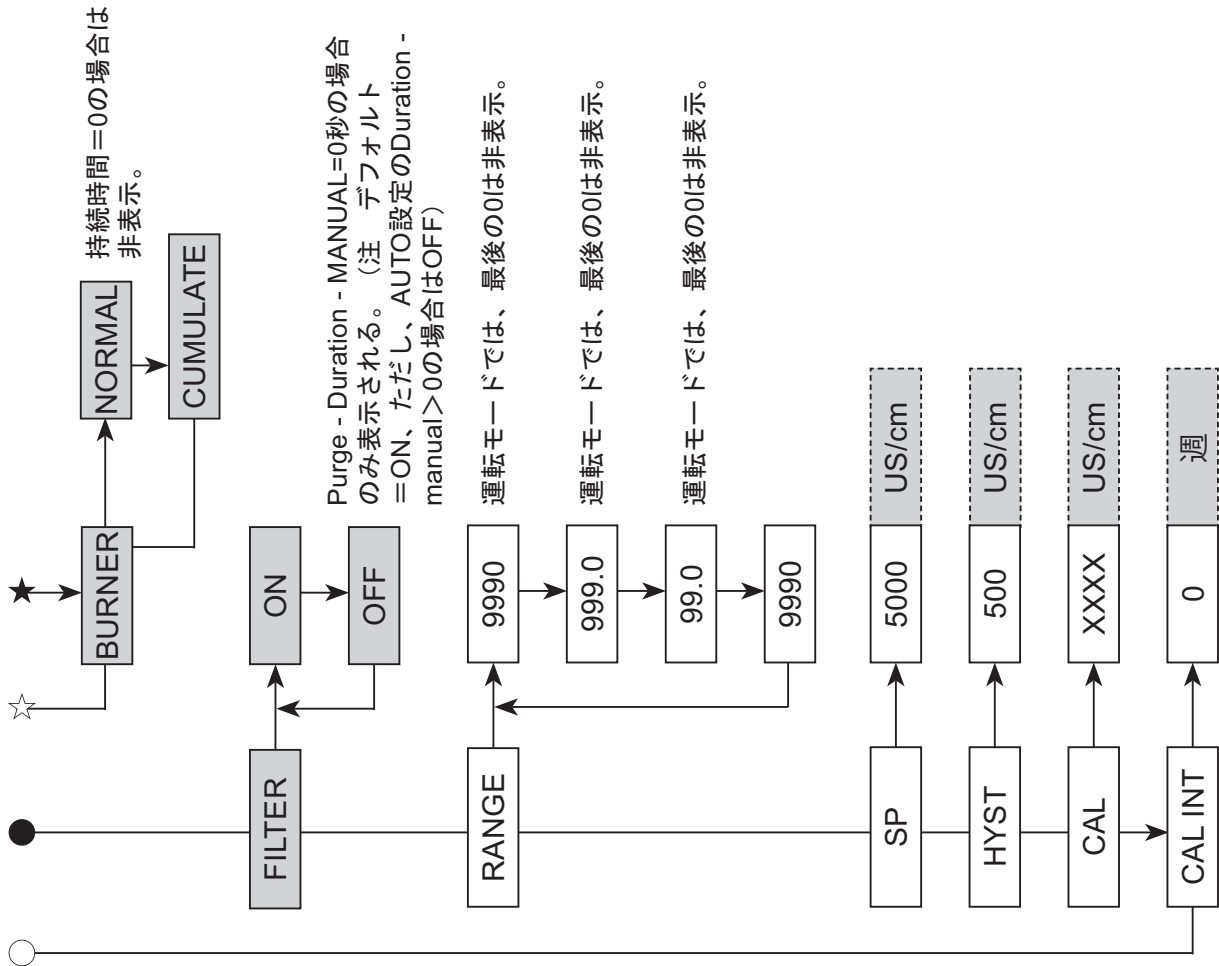 BURNER
NORMAL
CUMULATE
持続時間＝0の場合は
非表示。
FILTER
ON
OFF
Purge - Duration - MANUAL=0秒の場合
のみ表示される。（注　デフォルト
＝ON、ただし、AUTO設定のDuration -
manual＞0の場合はOFF）
RANGE
9990
運転モードでは、最後の0は非表示。
999.0
運転モードでは、最後の0は非表示。
99.0
運転モードでは、最後の0は非表示。
9990
SP
5000
US/cm
HYST
500
US/cm
CAL
XXXX
US/cm
CAL INT
0
週